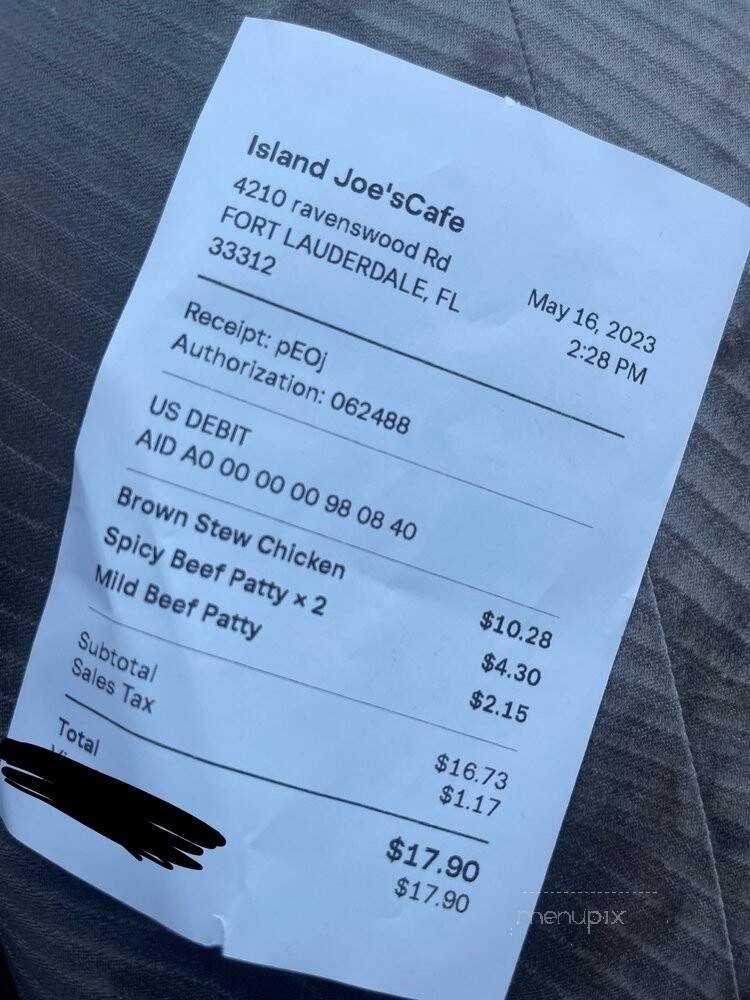 Island Joe'sCafe
4210 ravenswood Rd
FORT LAUDERDALE, FL
33312
May 16, 2023
2:28 PM
Receipt: pEOj
Authorization: 062488
US DEBIT
AID A0 00 00 00 98 08 40
Brown Stew Chicken $10.28
Spicy Beef Patty × 2 $4.30
Mild Beef Patty $2.15
Subtotal $16.73
Sales Tax $1.17
Total $17.90
$17.90
menupix